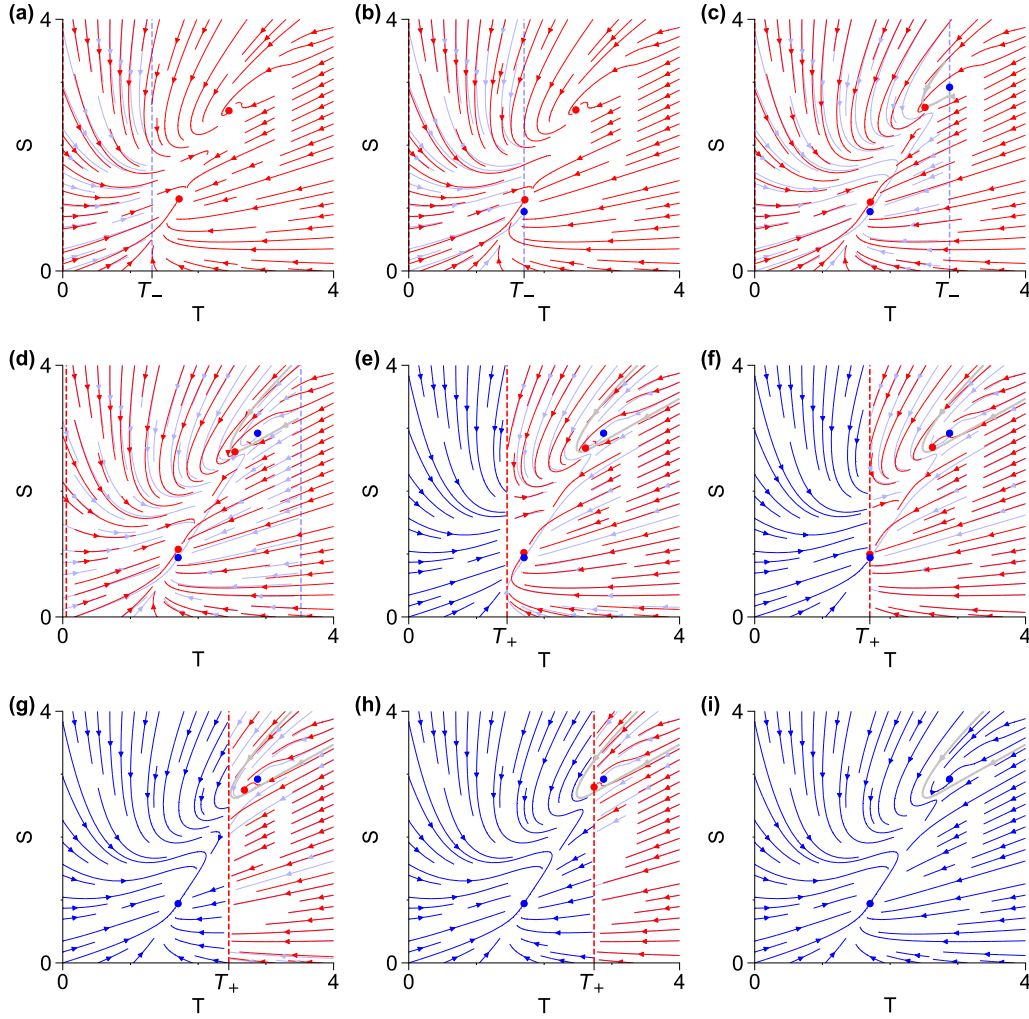 (a) (b) (c)
4 4 4
S S S
0 0 0
0 T− 4 0 T− 4 0 T− 4
T T T
(d) (e) (f)
4 4 4
S S S
0 0 0
0 4 0 T+ 4 0 T+ 4
T T T
(g) (h) (i)
4 4 4
S S S
0 0 0
0 T+ 4 0 T+ 4 0 4
T T T